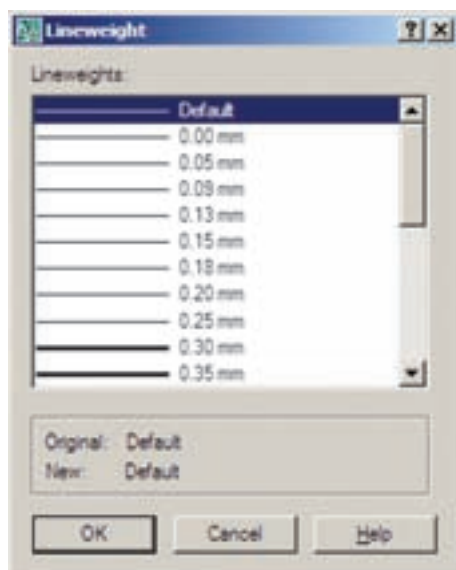 Lineweight
Lineweights:
Default
0.00 mm
0.05 mm
0.09 mm
0.13 mm
0.15 mm
0.18 mm
0.20 mm
0.25 mm
0.30 mm
0.35 mm
Original: Default
New: Default
OK Cancel Help